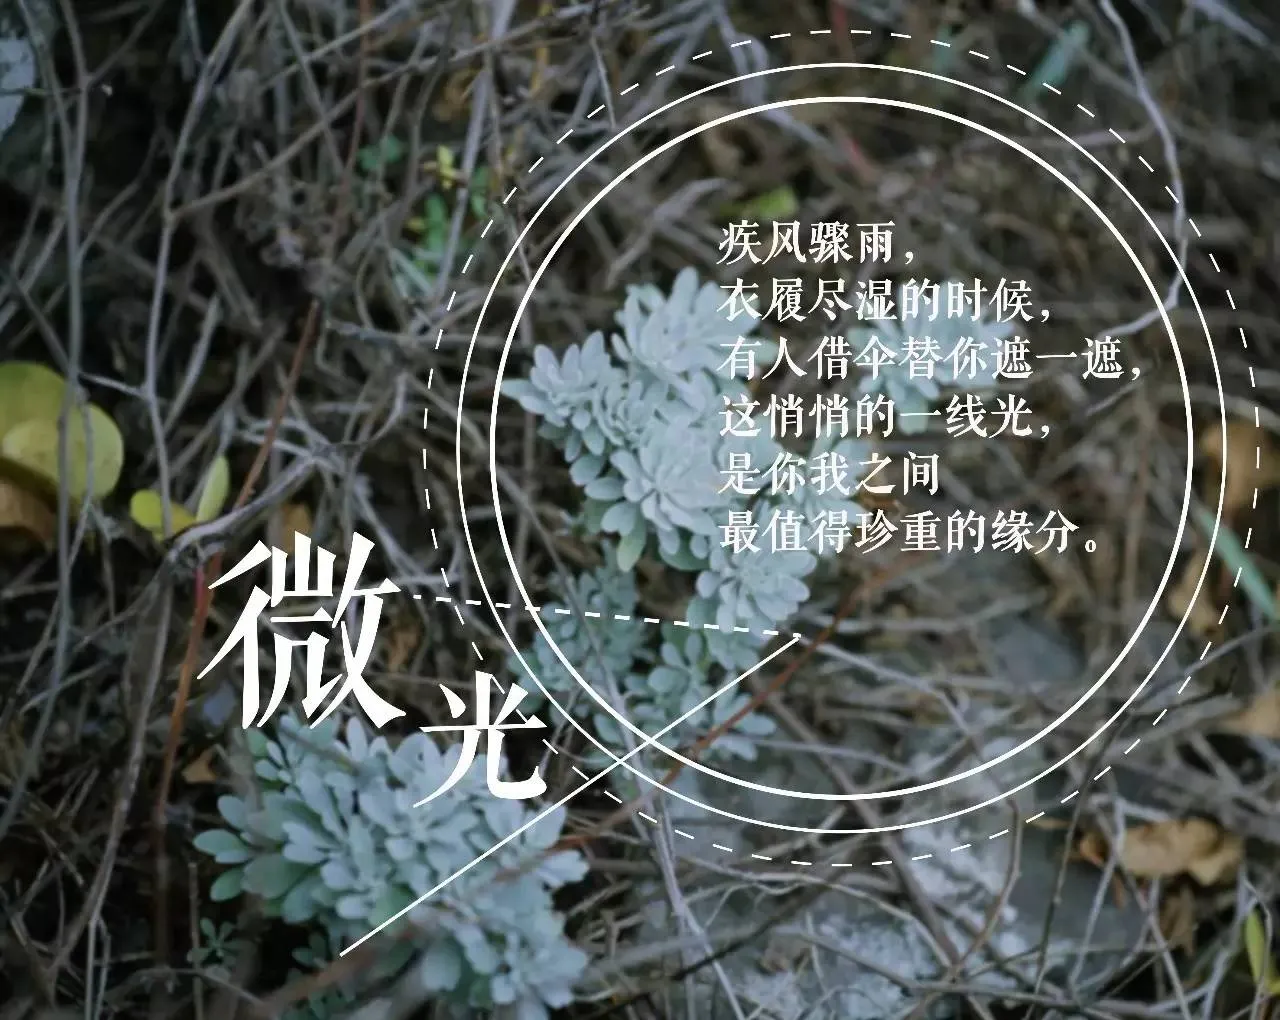 疾风骤雨，
衣履尽湿的时候，
有人借伞替你遮一遮，
这悄悄的一线光，
是你我之间
最值得珍重的缘分。
微光